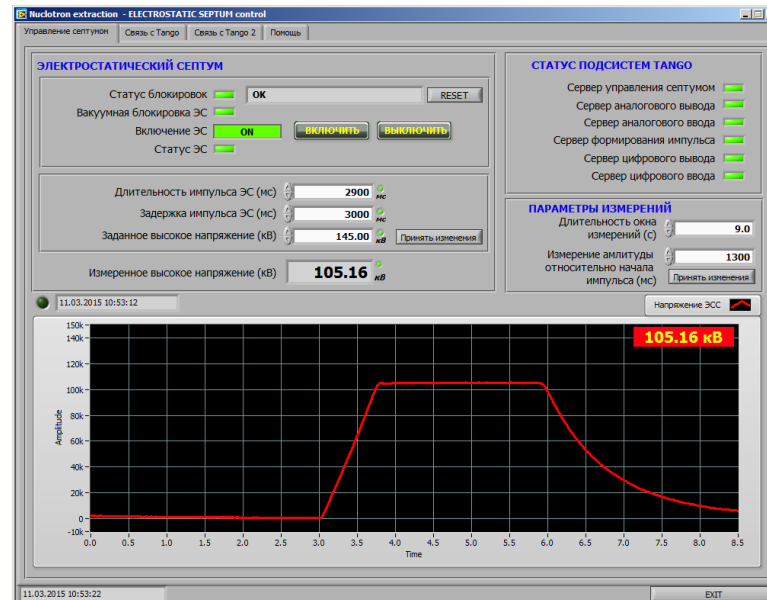 Nuclotron extraction - ELECTROSTATIC SEPTUM control
Управление септумом Связь с Tango Связь с Tango 2 Помощь
ЭЛЕКТРОСТАТИЧЕСКИЙ СЕПТУМ
Статус блокировок OK RESET
Вакуумная блокировка ЭС
Включение ЭС ON ВКЛЮЧИТЬ ВЫКЛЮЧИТЬ
Статус ЭС
Длительность импульса ЭС (мс) 2900 мс
Задержка импульса ЭС (мс) 3000 мс
Заданное высокое напряжение (кВ) 145.00 кВ Принять изменения
Измеренное высокое напряжение (кВ) 105.16 кВ
СТАТУС ПОДСИСТЕМ TANGO
Сервер управления септумом
Сервер аналогового вывода
Сервер аналогового ввода
Сервер формирования импульса
Сервер цифрового вывода
Сервер цифрового ввода
ПАРАМЕТРЫ ИЗМЕРЕНИЙ
Длительность окна
измерений (с) 9.0
Измерение амлитуды 1300
относительно начала
импульса (мс) Принять изменения
11.03.2015 10:53:12
Напряжение ЭСС
105.16 кВ
150k
140k
120k
100k
80k
60k
40k
20k
0
-10k
Amplitude
0.0 0.5 1.0 1.5 2.0 2.5 3.0 3.5 4.0 4.5 5.0 5.5 6.0 6.5 7.0 7.5 8.0 8.5
Time
11.03.2015 10:53:22 EXIT